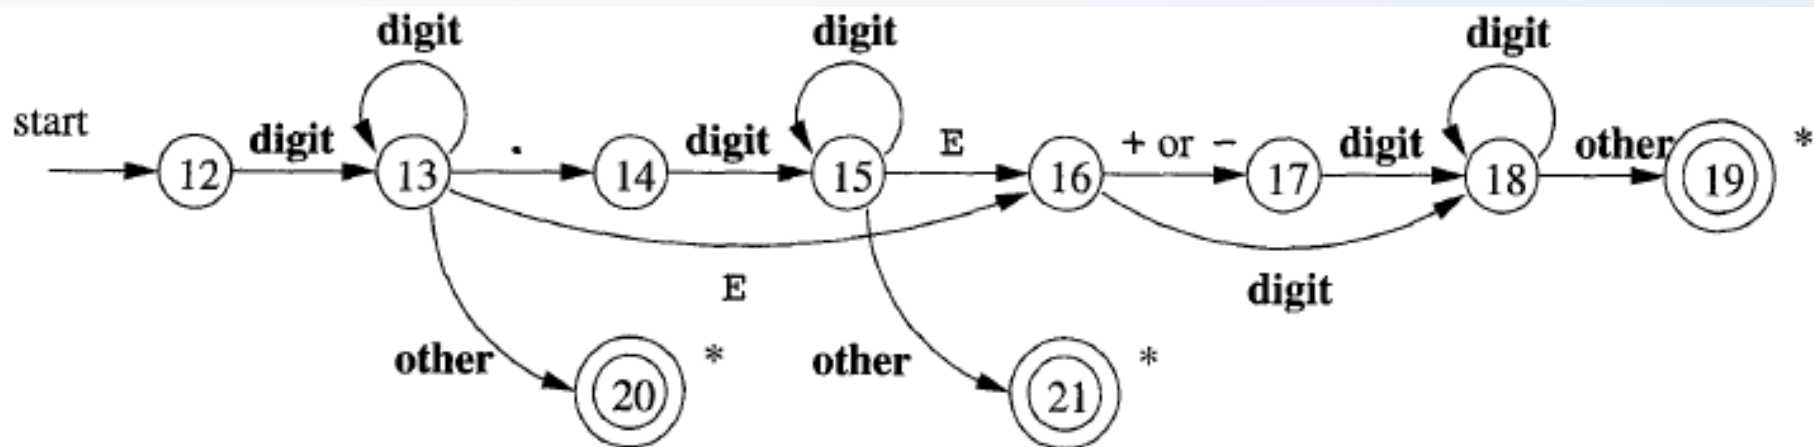 digit digit digit
start digit . digit E + or - digit other *
12 13 14 15 16 17 18 19
E digit
other * other *
20 21